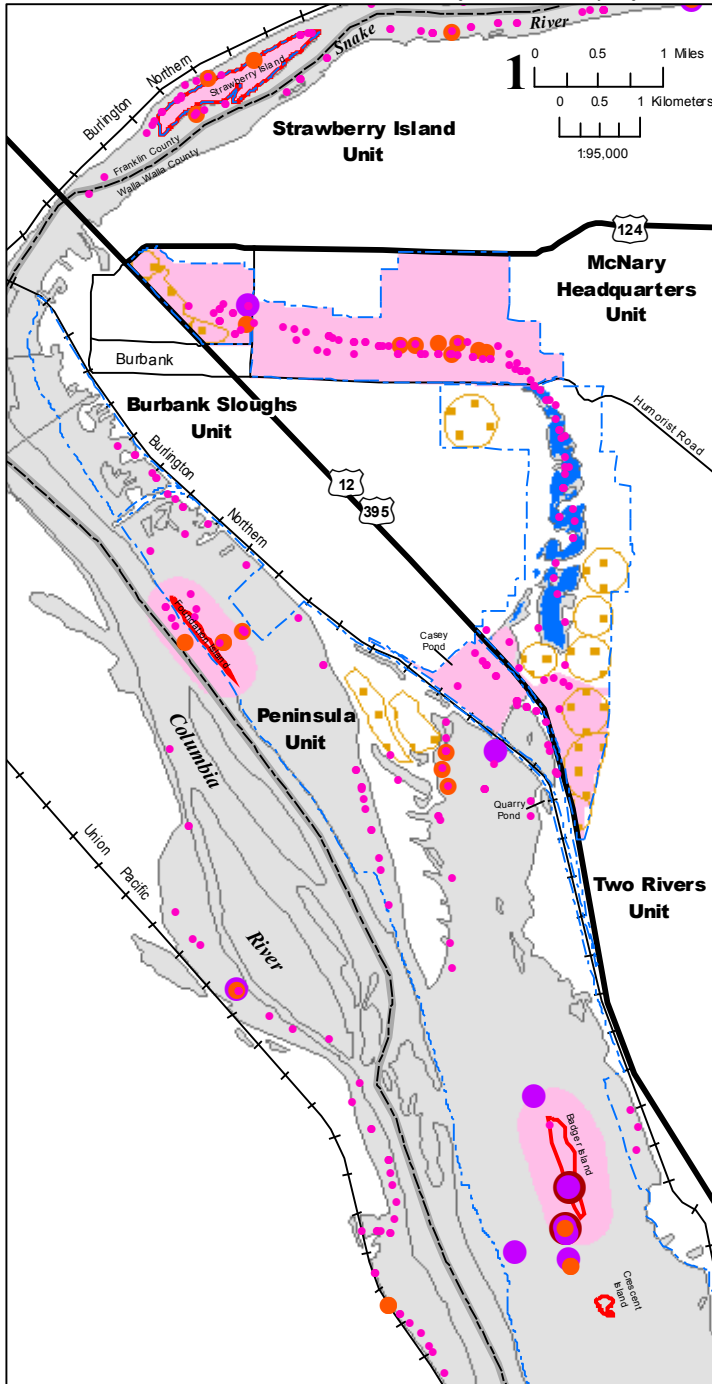 River
Snake
Northern
Burlington
Strawberry Island
1
0 0.5 1 Miles
0 0.5 1 Kilometers
1:95,000
Strawberry Island
Unit
Franklin County
Walla Walla County
124
McNary
Headquarters
Unit
Burbank
Humorist Road
Burbank Sloughs
Unit
Burlington
Northern
12
395
Foundation Island
Casey
Pond
Peninsula
Unit
Columbia
River
Quarry
Pond
Union
Pacific
Two Rivers
Unit
Badger Island
Crescent
Island